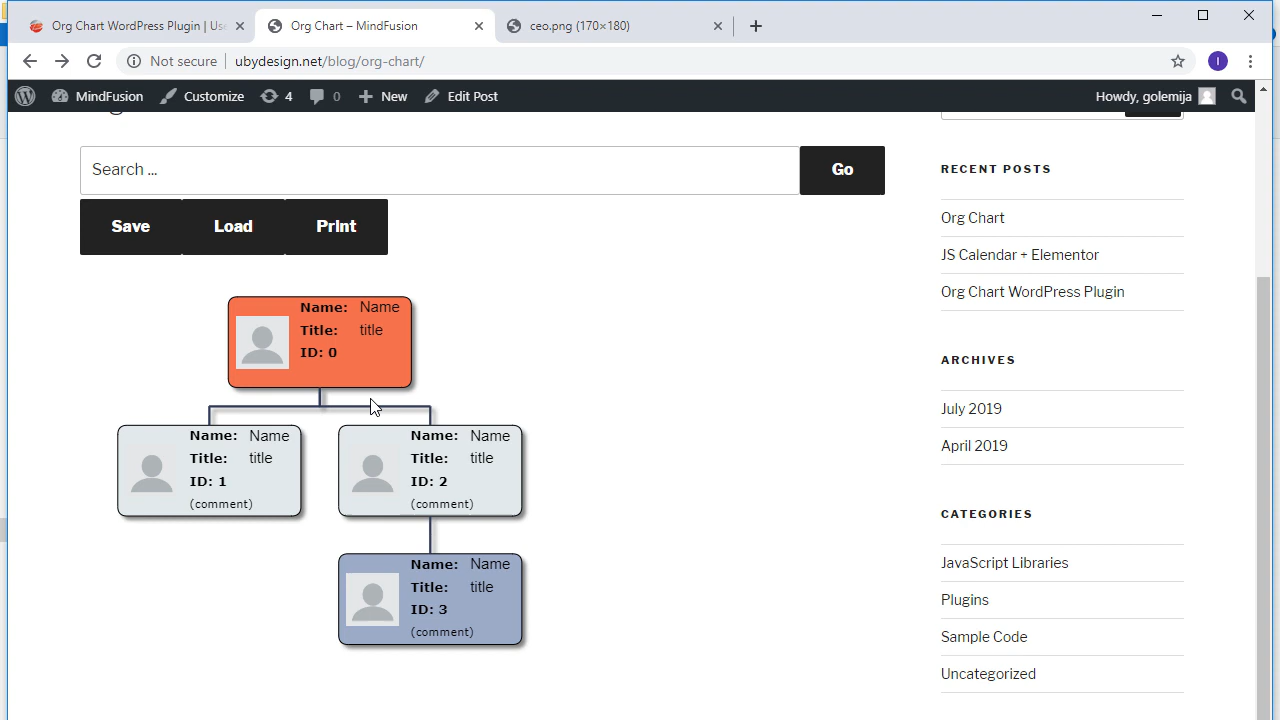 Org Chart WordPress Plugin | Use
Org Chart – MindFusion
ceo.png (170×180)
Not secure
ubydesign.net/blog/org-chart/
MindFusion
Customize
4
0
New
Edit Post
Howdy, golemija
Search ...
Go
Save
Load
Print
Name: Name
Title: title
ID: 0
Name: Name
Title: title
ID: 1
(comment)
Name: Name
Title: title
ID: 2
(comment)
Name: Name
Title: title
ID: 3
(comment)
RECENT POSTS
Org Chart
JS Calendar + Elementor
Org Chart WordPress Plugin
ARCHIVES
July 2019
April 2019
CATEGORIES
JavaScript Libraries
Plugins
Sample Code
Uncategorized